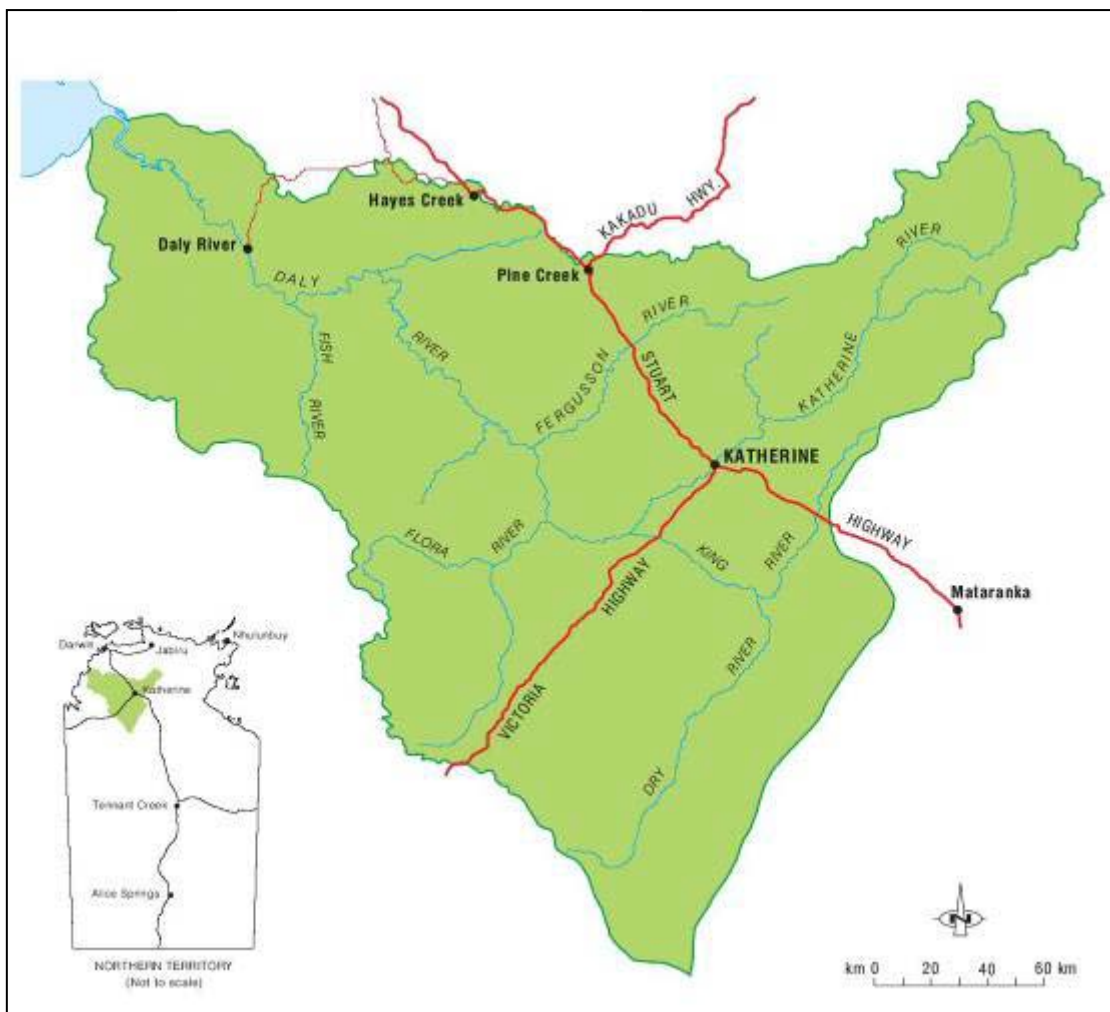 Hayes Creek
KAKADU HWY.
Daly River
Pine Creek
DALY
RIVER
RIVER
RIVER
FISH
RIVER
FERGUSSON
STUART
KATHERINE
KATHERINE
FLORA
RIVER
KING
RIVER
HIGHWAY
HIGHWAY
Mataranka
RIVER
VICTORIA
DRY
Darwin
Nhulunbuy
Jabiru
Katherine
Tennant Creek
Alice Springs
NORTHERN TERRITORY
(Not to scale)
N
km 0 20 40 60 km